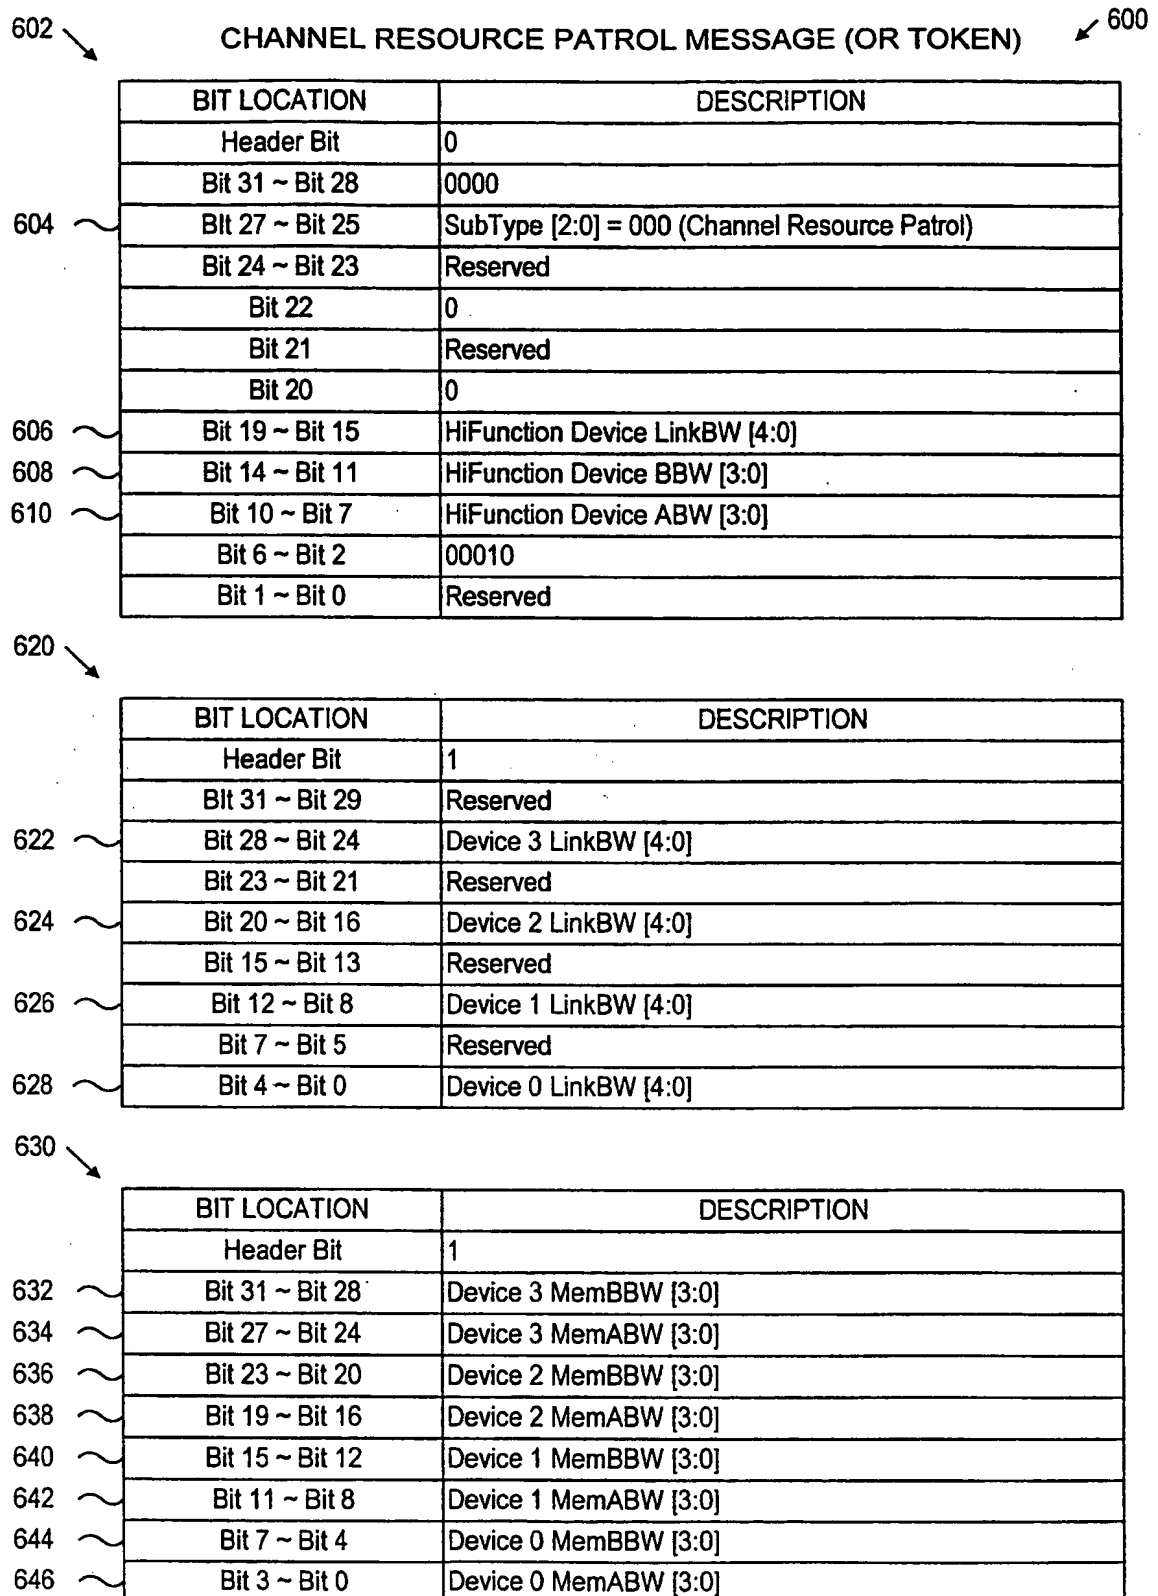 602
CHANNEL RESOURCE PATROL MESSAGE (OR TOKEN)
600
BIT LOCATION DESCRIPTION
Header Bit 0
Bit 31 ~ Bit 28 0000
604 Bit 27 ~ Bit 25 SubType [2:0] = 000 (Channel Resource Patrol)
Bit 24 ~ Bit 23 Reserved
Bit 22 0
Bit 21 Reserved
Bit 20 0
606 Bit 19 ~ Bit 15 HiFunction Device LinkBW [4:0]
608 Bit 14 ~ Bit 11 HiFunction Device BBW [3:0]
610 Bit 10 ~ Bit 7 HiFunction Device ABW [3:0]
Bit 6 ~ Bit 2 00010
Bit 1 ~ Bit 0 Reserved
620
BIT LOCATION DESCRIPTION
Header Bit 1
Bit 31 ~ Bit 29 Reserved
622 Bit 28 ~ Bit 24 Device 3 LinkBW [4:0]
Bit 23 ~ Bit 21 Reserved
624 Bit 20 ~ Bit 16 Device 2 LinkBW [4:0]
Bit 15 ~ Bit 13 Reserved
626 Bit 12 ~ Bit 8 Device 1 LinkBW [4:0]
Bit 7 ~ Bit 5 Reserved
628 Bit 4 ~ Bit 0 Device 0 LinkBW [4:0]
630
BIT LOCATION DESCRIPTION
Header Bit 1
632 Bit 31 ~ Bit 28 Device 3 MemBBW [3:0]
634 Bit 27 ~ Bit 24 Device 3 MemABW [3:0]
636 Bit 23 ~ Bit 20 Device 2 MemBBW [3:0]
638 Bit 19 ~ Bit 16 Device 2 MemABW [3:0]
640 Bit 15 ~ Bit 12 Device 1 MemBBW [3:0]
642 Bit 11 ~ Bit 8 Device 1 MemABW [3:0]
644 Bit 7 ~ Bit 4 Device 0 MemBBW [3:0]
646 Bit 3 ~ Bit 0 Device 0 MemABW [3:0]